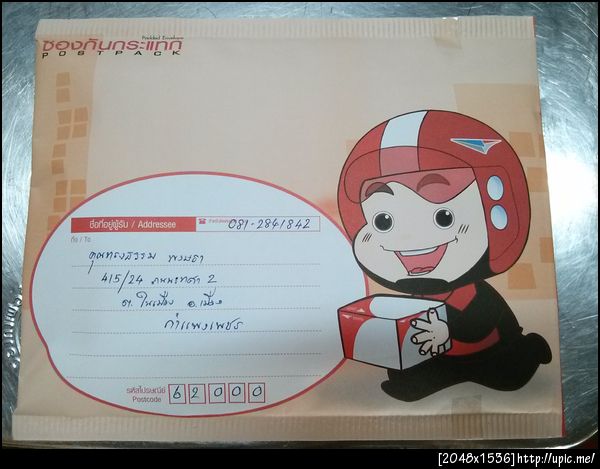 Padded Envelope
ซองกันกระแทก
POSTPACK
ชื่อที่อยู่ผู้รับ / Addressee 081-2841842
ถึง / To
คุณทรงธรรม
415/24 2
ต. ในเมือง อ.เมือง
กำแพงเพชร
รหัสไปรษณีย์ 62000
Postcode
[2048x1536]http://upic.me/